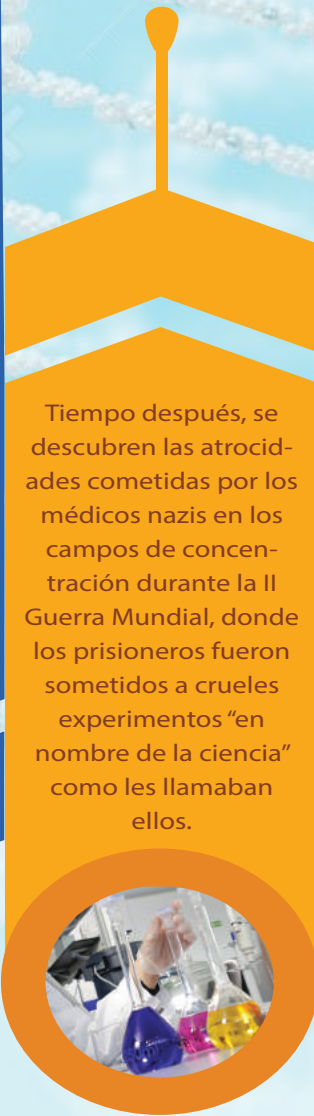 Tiempo después, se
descubren las atrocid-
ades cometidas por los
médicos nazis en los
campos de concen-
tración durante la II
Guerra Mundial, donde
los prisioneros fueron
sometidos a crueles
experimentos “en
nombre de la ciencia”
como les llamaban
ellos.